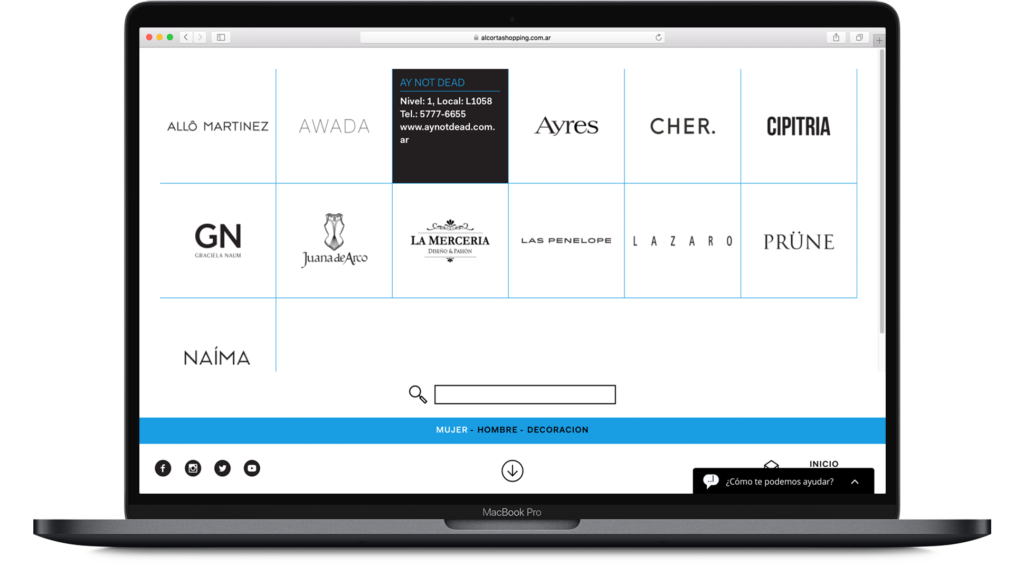 alcortashopping.com.ar
ALLÔ MARTINEZ
AWADA
AY NOT DEAD
Nivel: 1, Local: L1058
Tel.: 5777-6655
www.aynotdead.com.
ar
Ayres
CHER.
CIPITRIA
GN
GRACIELA NAUM
Juana de Arco
LA MERCERIA
DISEÑO & PASIÓN
LAS PENELOPE
LAZARO
PRÜNE
NAÍMA
MUJER - HOMBRE - DECORACION
INICIO
¿Cómo te podemos ayudar?
MacBook Pro